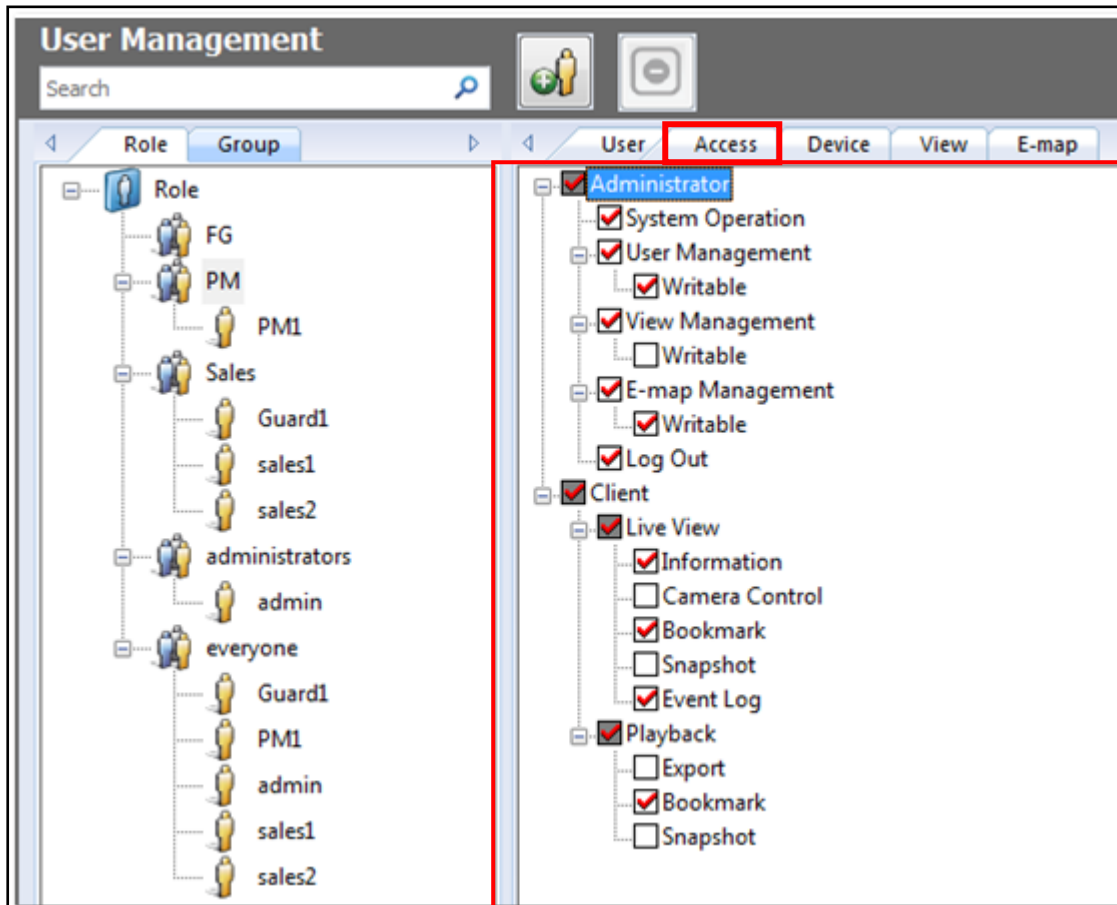 User Management
Search
Role Group
User Access Device View E-map
Role
FG
PM
PM1
Sales
Guard1
sales1
sales2
administrators
admin
everyone
Guard1
PM1
admin
sales1
sales2
Administrator
System Operation
User Management
Writable
View Management
Writable
E-map Management
Writable
Log Out
Client
Live View
Information
Camera Control
Bookmark
Snapshot
Event Log
Playback
Export
Bookmark
Snapshot